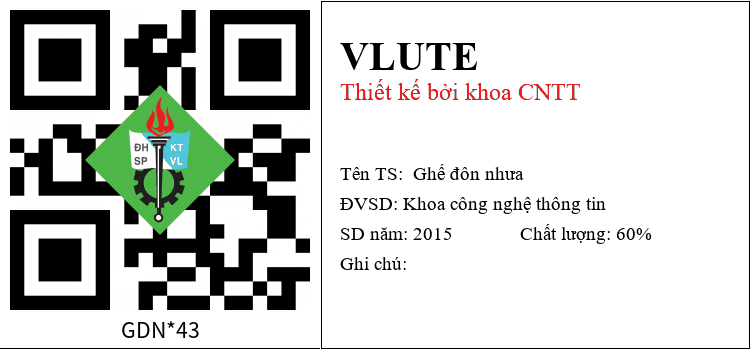 ĐH KT
SP VL
GDN*43
VLUTE
Thiết kế bởi khoa CNTT
Tên TS: Ghế đôn nhưa
ĐVSD: Khoa công nghệ thông tin
SD năm: 2015 Chất lượng: 60%
Ghi chú: